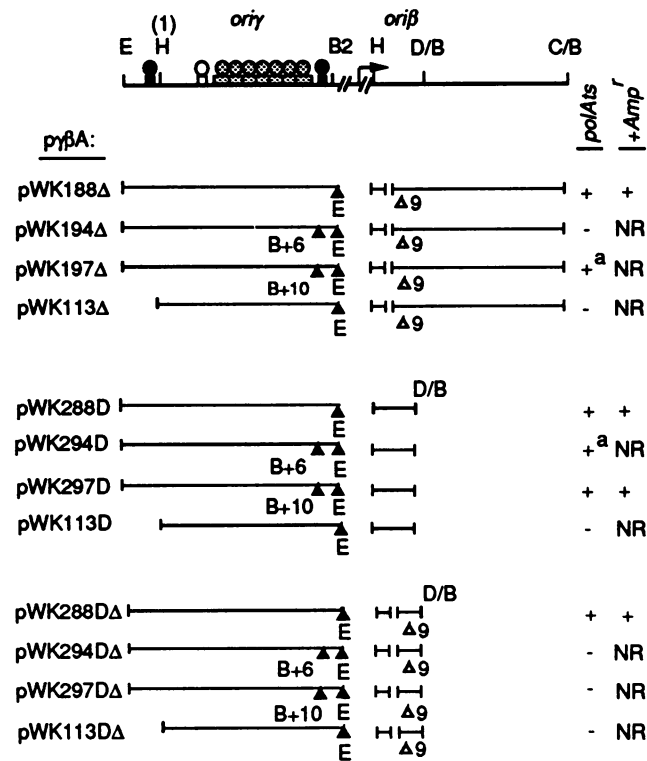 (1) oriγ oriβ
E H B2 H D/B C/B
pγβA: polAts +Amp^r
pWK188Δ + +
E Δ9
pWK194Δ - NR
B+6 E Δ9
pWK197Δ +^a NR
B+10 E Δ9
pWK113Δ - NR
E Δ9
D/B
pWK288D + +
E
pWK294D +^a NR
B+6 E
pWK297D + +
B+10 E
pWK113D - NR
E
D/B
pWK288DΔ + +
E Δ9
pWK294DΔ - NR
B+6 E Δ9
pWK297DΔ - NR
B+10 E Δ9
pWK113DΔ - NR
E Δ9